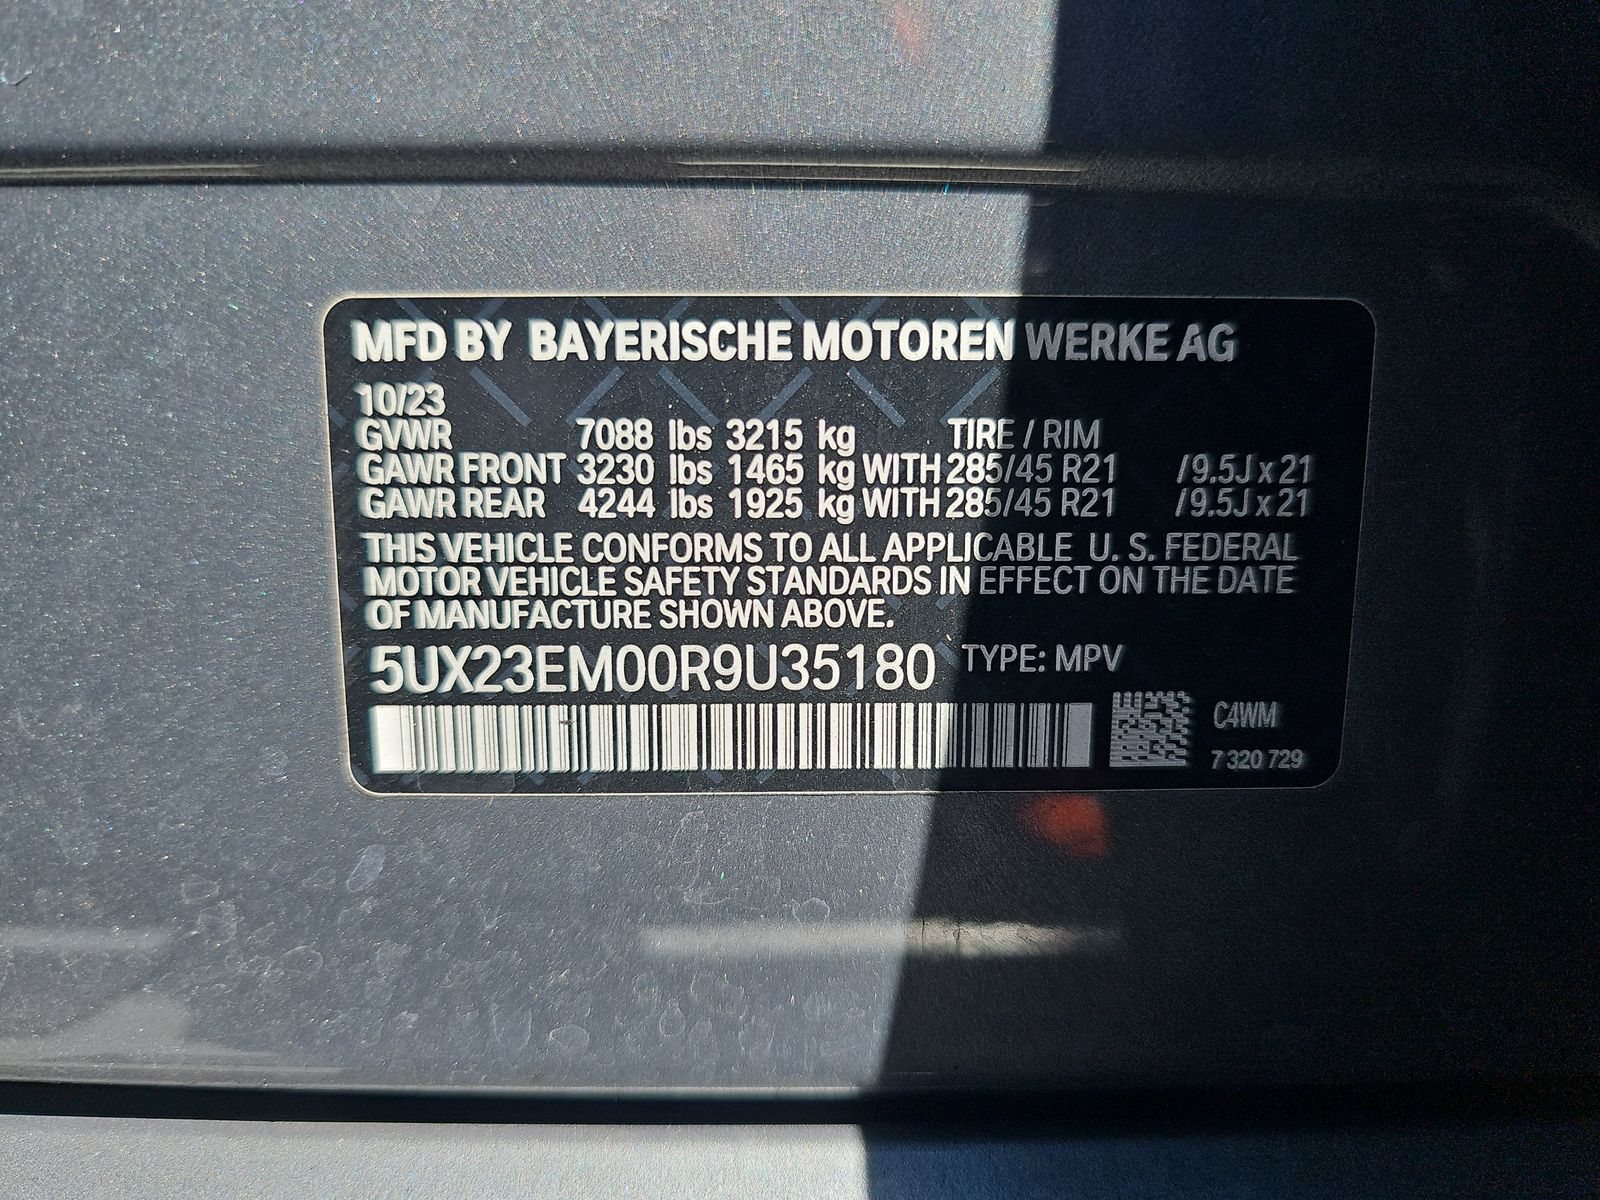 MFD BY BAYERISCHE MOTOREN WERKE AG
10/23
GVWR 7088 lbs 3215 kg TIRE / RIM
GAWR FRONT 3230 lbs 1465 kg WITH 285/45 R21 /9.5J x 21
GAWR REAR 4244 lbs 1925 kg WITH 285/45 R21 /9.5J x 21
THIS VEHICLE CONFORMS TO ALL APPLICABLE U. S. FEDERAL
MOTOR VEHICLE SAFETY STANDARDS IN EFFECT ON THE DATE
OF MANUFACTURE SHOWN ABOVE.
5UX23EM00R9U35180 TYPE: MPV
C4WM
7 320 729